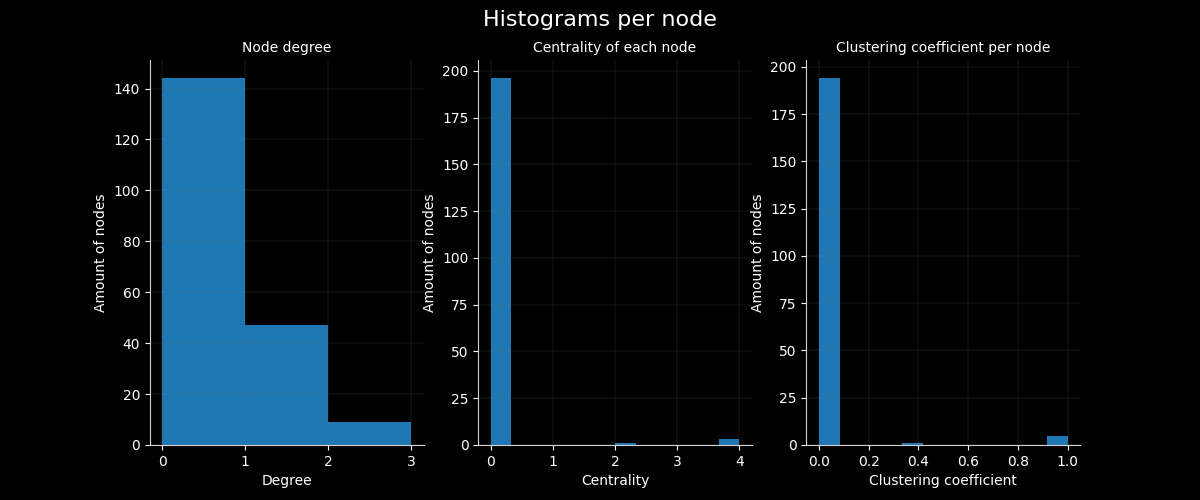 Histograms per node
Node degree
Amount of nodes
140
120
100
80
60
40
20
0
0 1 2 3
Degree
Centrality of each node
Amount of nodes
200
175
150
125
100
75
50
25
0
0 1 2 3 4
Centrality
Clustering coefficient per node
Amount of nodes
200
175
150
125
100
75
50
25
0
0.0 0.2 0.4 0.6 0.8 1.0
Clustering coefficient